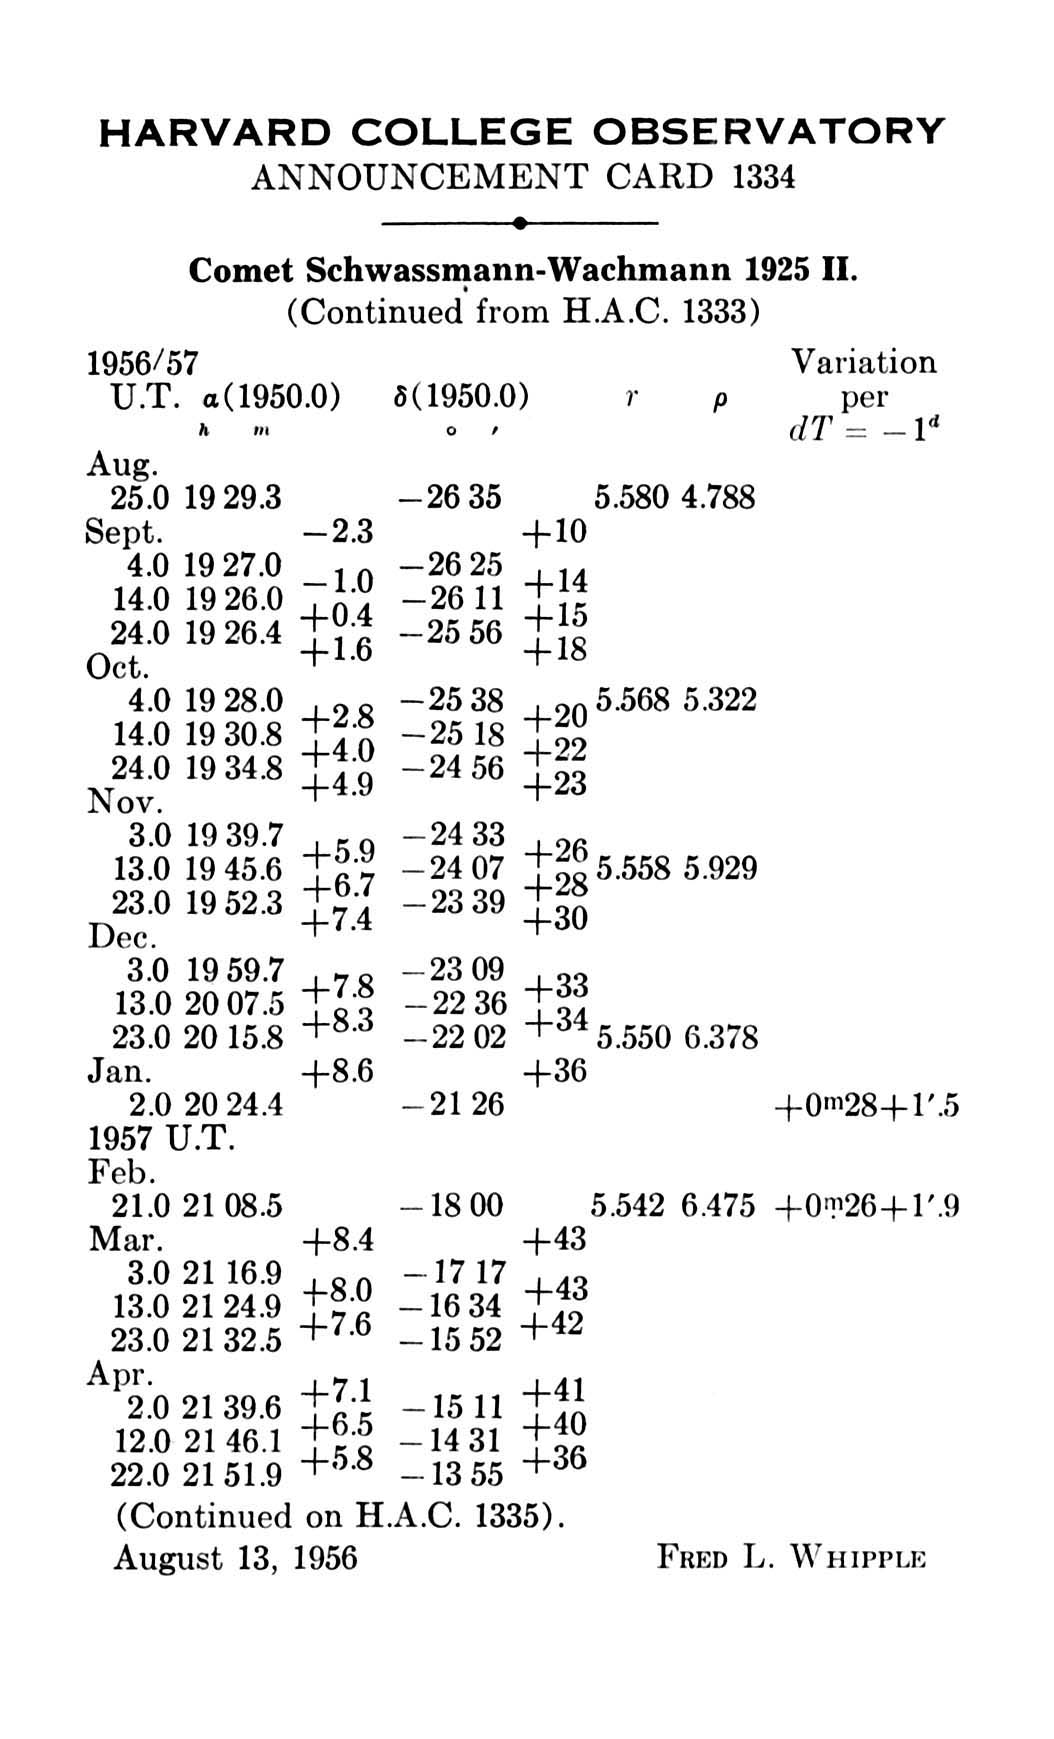 HARVARD COLLEGE OBSERVATORY
ANNOUNCEMENT CARD 1334
Comet Schwassmann-Wachmann 1925 II.
(Continued from H.A.C. 1333)
1956/57 Variation
U.T. α(1950.0) δ(1950.0) r ρ per
h m ° ′ dT = −1ᵈ
Aug.
25.0 19 29.3 −26 35 5.580 4.788
Sept. −2.3 +10
4.0 19 27.0 −26 25
−1.0 +14
14.0 19 26.0 −26 11
+0.4 +15
24.0 19 26.4 −25 56
+1.6 +18
Oct.
4.0 19 28.0 −25 38 5.568 5.322
+2.8 +20
14.0 19 30.8 −25 18
+4.0 +22
24.0 19 34.8 −24 56
+4.9 +23
Nov.
3.0 19 39.7 −24 33
+5.9 +26
13.0 19 45.6 −24 07 5.558 5.929
+6.7 +28
23.0 19 52.3 −23 39
+7.4 +30
Dec.
3.0 19 59.7 −23 09
+7.8 +33
13.0 20 07.5 −22 36
+8.3 +34
23.0 20 15.8 −22 02 5.550 6.378
Jan. +8.6 +36
2.0 20 24.4 −21 26 +0ᵐ28+1′.5
1957 U.T.
Feb.
21.0 21 08.5 −18 00 5.542 6.475 +0ᵐ.26+1′.9
Mar. +8.4 +43
3.0 21 16.9 −17 17
+8.0 +43
13.0 21 24.9 −16 34
+7.6 +42
23.0 21 32.5 −15 52
Apr.
+7.1 +41
2.0 21 39.6 −15 11
+6.5 +40
12.0 21 46.1 −14 31
+5.8 +36
22.0 21 51.9 −13 55
(Continued on H.A.C. 1335).
August 13, 1956 FRED L. WHIPPLE